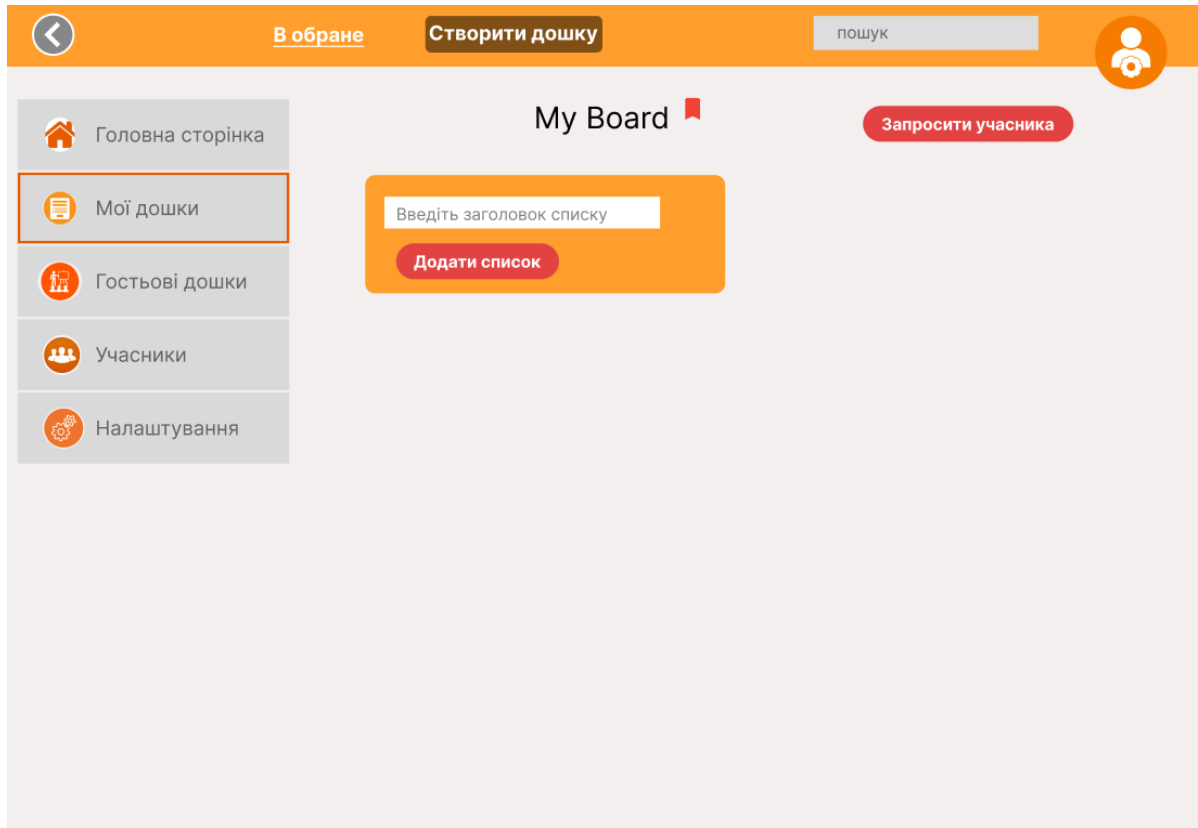 В обране
Створити дошку
пошук
My Board
Запросити учасника
Головна сторінка
Мої дошки
Гостьові дошки
Учасники
Налаштування
Введіть заголовок списку
Додати список